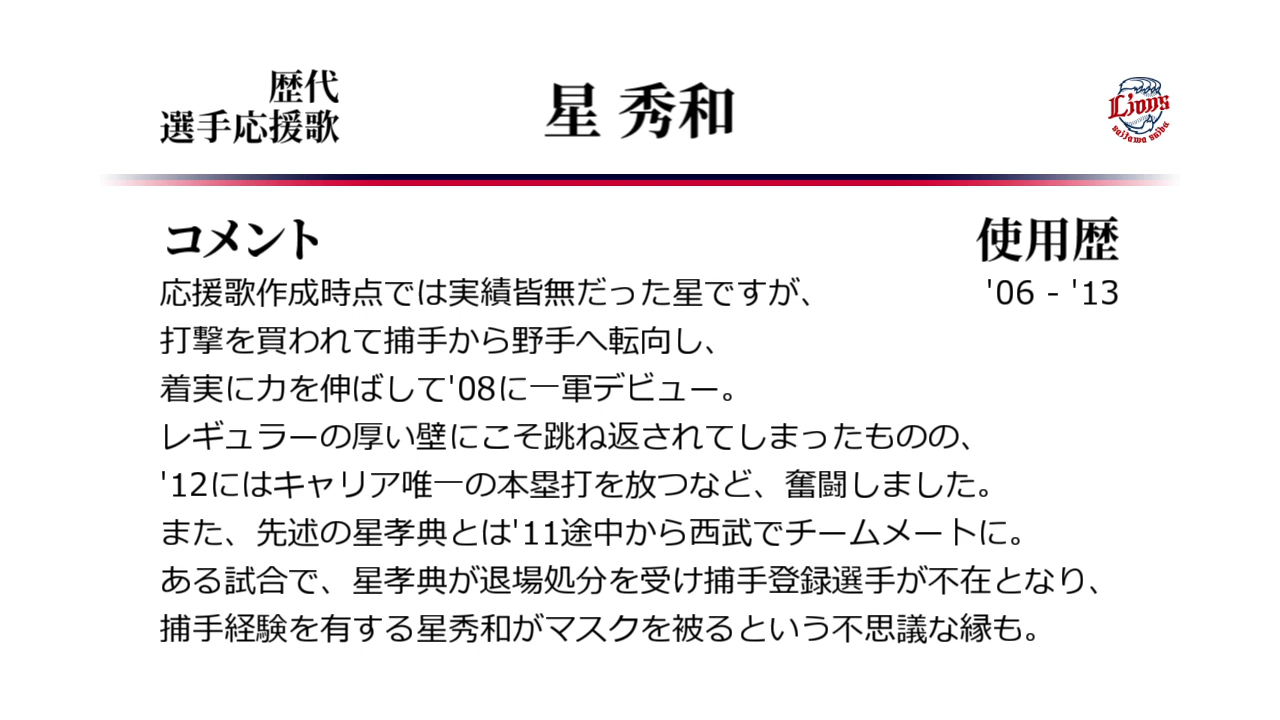 歴代
選手応援歌
星 秀和
Lions
saitama seibu
コメント
使用歴
応援歌作成時点では実績皆無だった星ですが、
'06 - '13
打撃を買われて捕手から野手へ転向し、
着実に力を伸ばして'08に一軍デビュー。
レギュラーの厚い壁にこそ跳ね返されてしまったものの、
'12にはキャリア唯一の本塁打を放つなど、奮闘しました。
また、先述の星孝典とは'11途中から西武でチームメートに。
ある試合で、星孝典が退場処分を受け捕手登録選手が不在となり、
捕手経験を有する星秀和がマスクを被るという不思議な縁も。